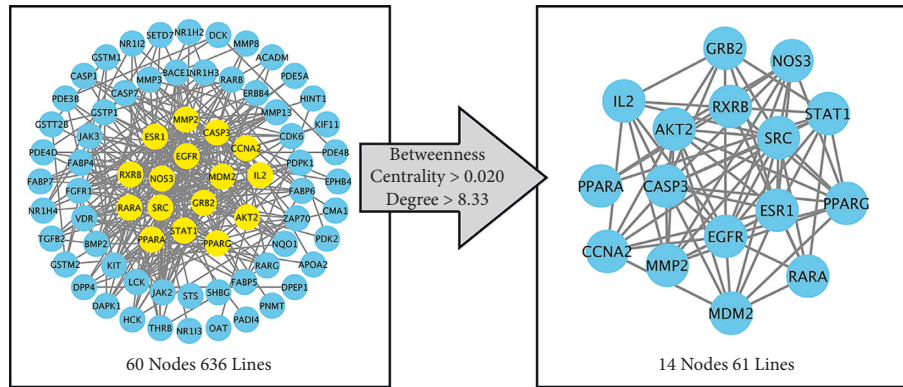 SETD7
NR1H2
DCK
NR1I2
MMP8
GSTM1
ACADM
CASP1
MMP3
BACE1
NR1H3
RARB
PDE5A
PDE3B
CASP7
ERBB4
HINT1
GSTP1
MMP2
MMP13
GSTT2B
JAK3
ESR1
CASP3
CDK6
KIF11
CCNA2
PDE4D
FABP4
EGFR
PDPK1
PDE4B
FABP7
FGFR1
RXRB
NOS3
MDM2
IL2
FABP6
EPHB4
NR1H4
VDR
RARA
SRC
GRB2
AKT2
ZAP70
CMA1
TGFB2
BMP2
PPARA
STAT1
PPARG
NQO1
PDK2
GSTM2
KIT
RARG
APOA2
DPP4
LCK
JAK2
STS
SHBG
FABP5
DPEP1
DAPK1
PNMT
HCK
THRB
NR1I3
OAT
PADI4
60 Nodes 636 Lines
Betweenness
Centrality > 0.020
Degree > 8.33
GRB2
NOS3
IL2
RXRB
STAT1
AKT2
SRC
PPARA
CASP3
PPARG
ESR1
CCNA2
EGFR
MMP2
RARA
MDM2
14 Nodes 61 Lines